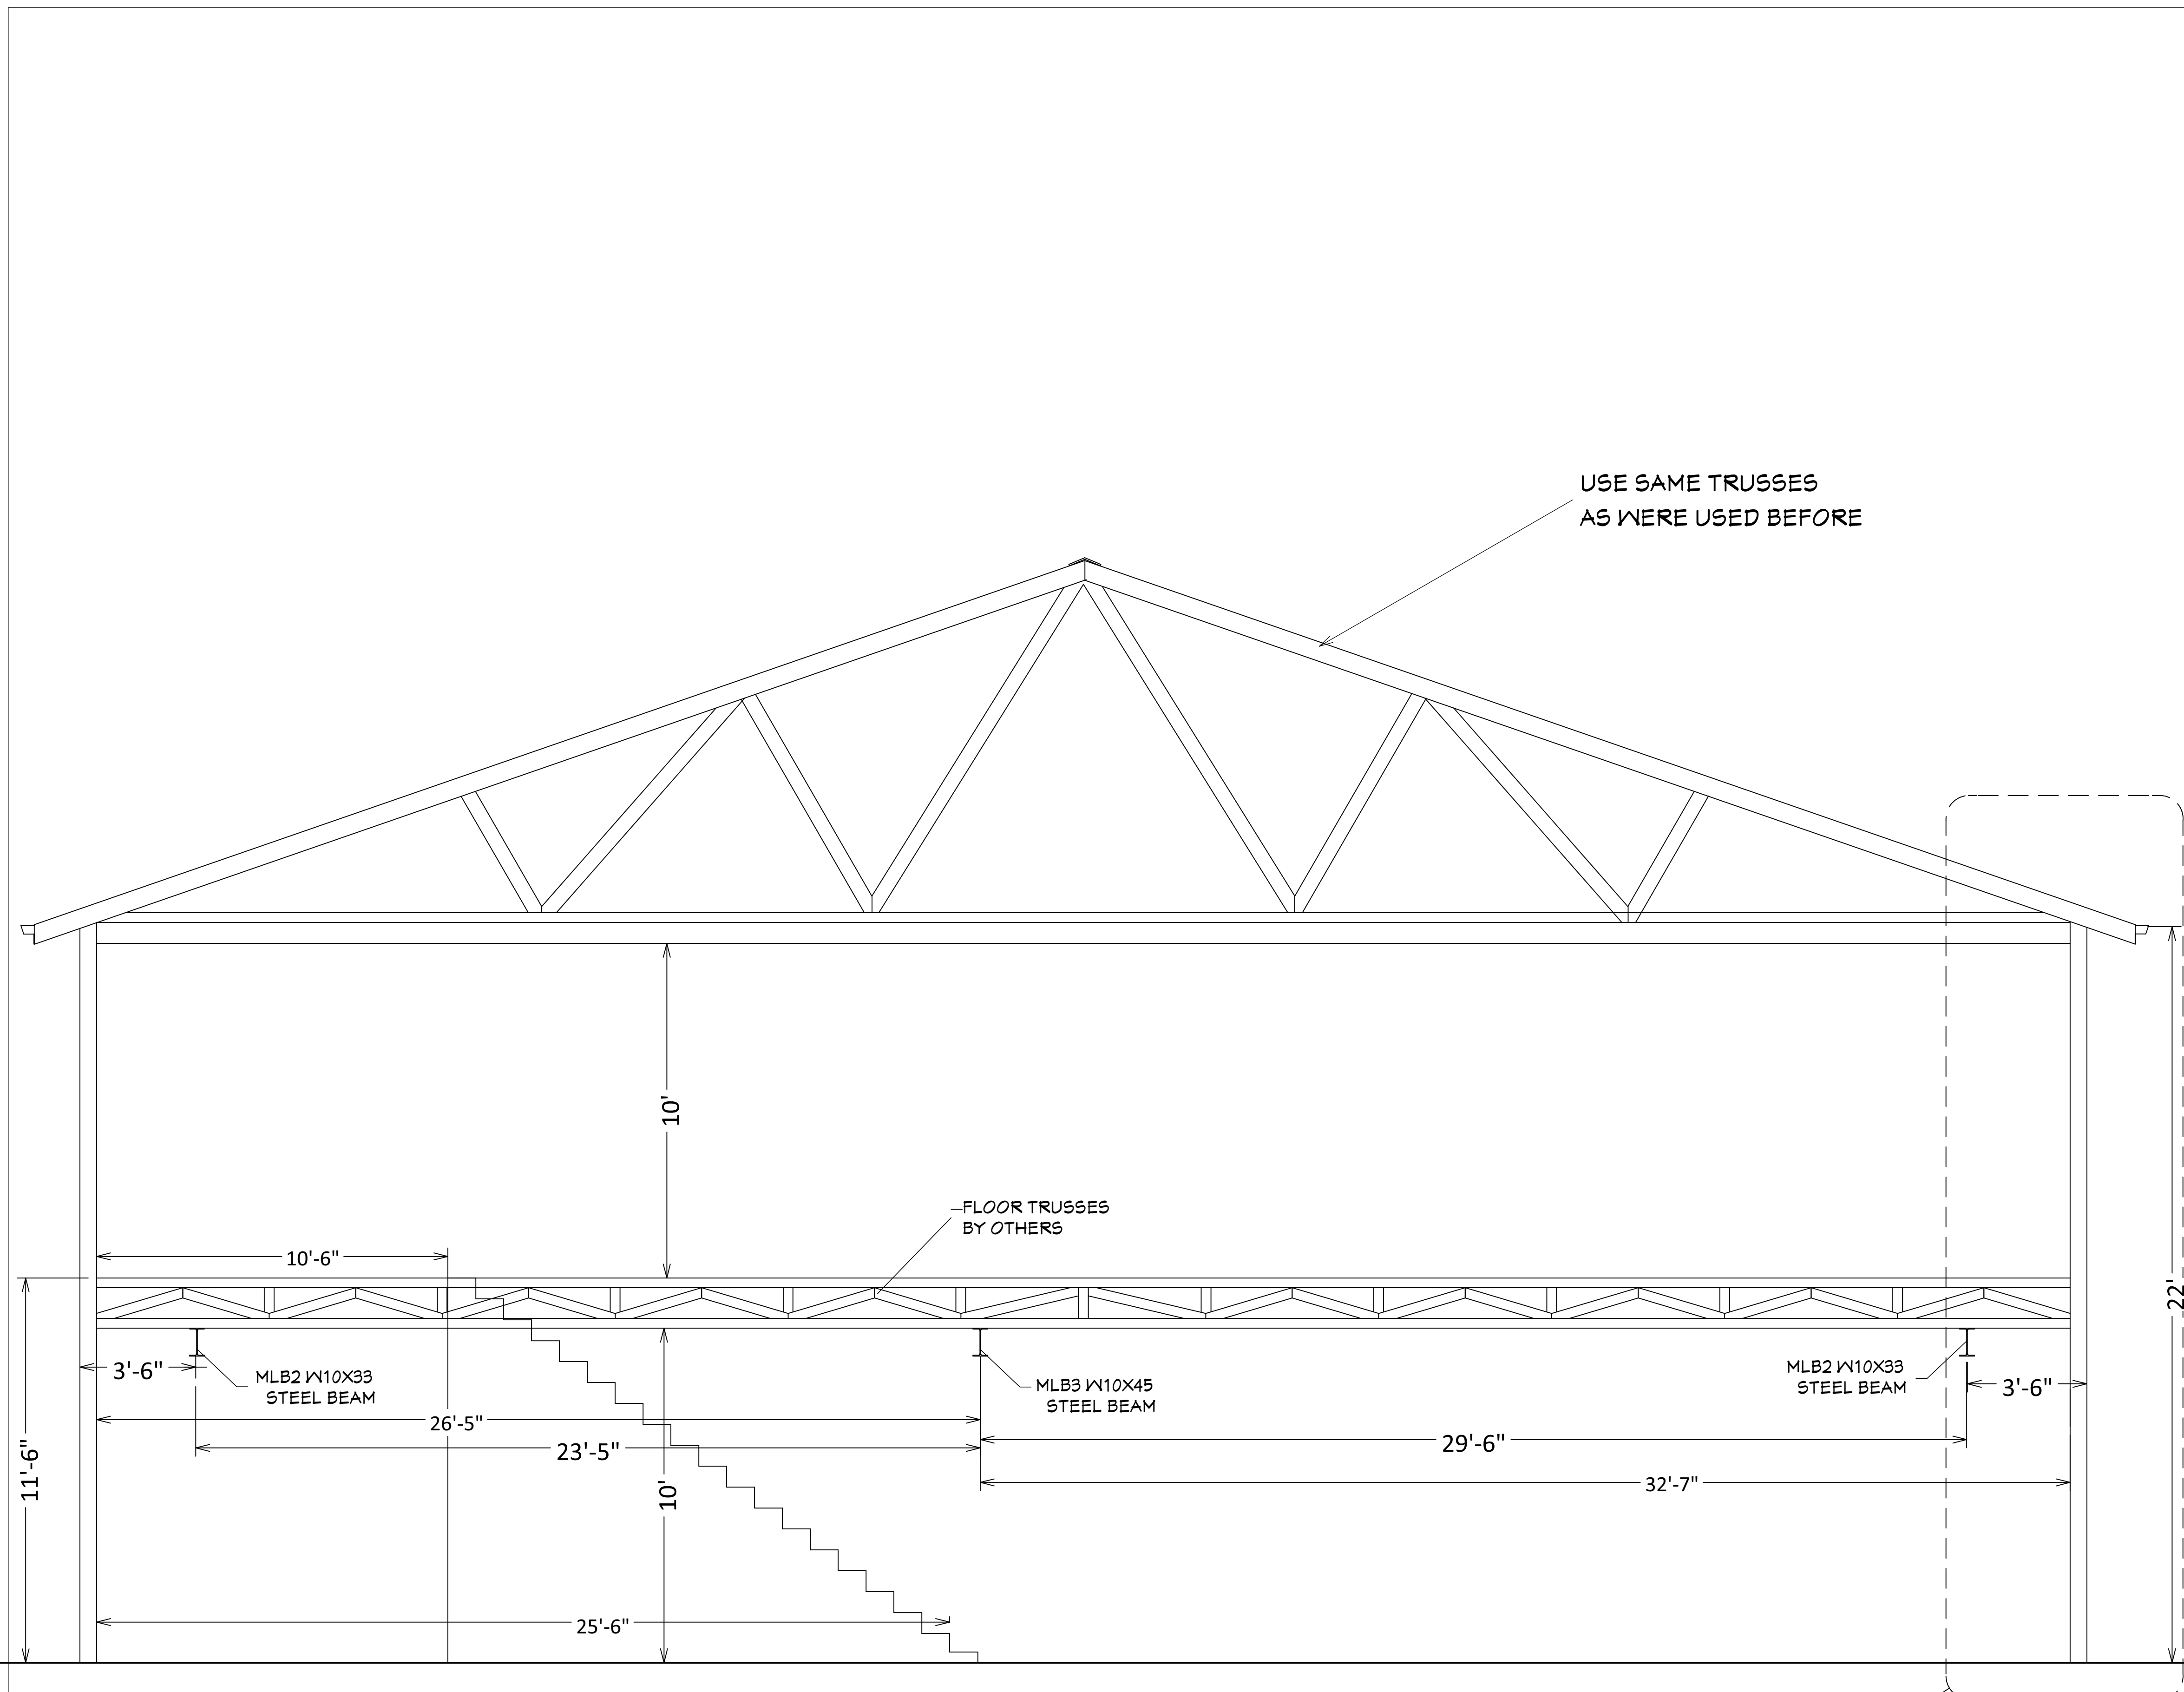 USE SAME TRUSSES
AS WERE USED BEFORE
10'
FLOOR TRUSSES
BY OTHERS
10'-6"
22'
3'-6"
MLB2 W10X33
STEEL BEAM
MLB3 W10X45
STEEL BEAM
MLB2 W10X33
STEEL BEAM
3'-6"
26'-5"
23'-5"
29'-6"
11'-6"
10'
32'-7"
25'-6"